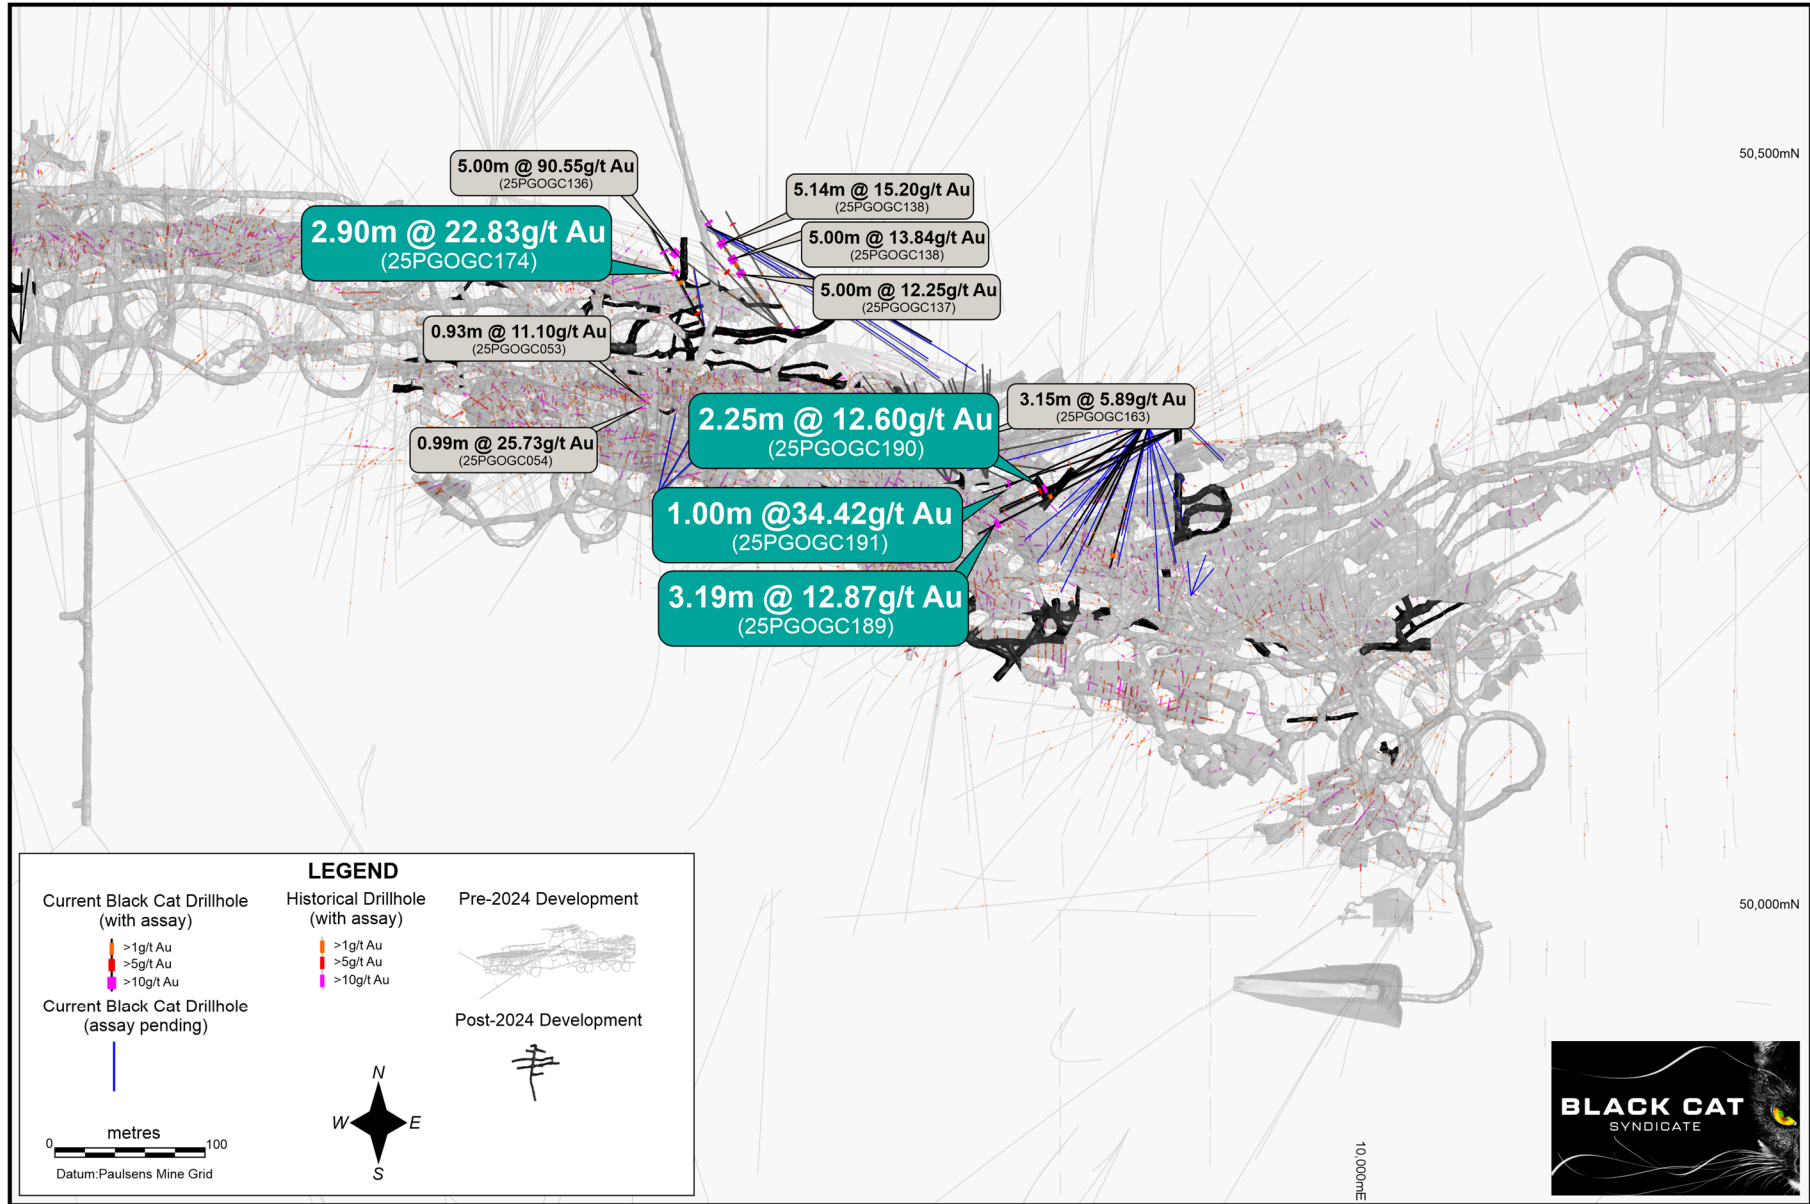 50,500mN
5.00m @ 90.55g/t Au
(25PGOGC136)
5.14m @ 15.20g/t Au
(25PGOGC138)
2.90m @ 22.83g/t Au
(25PGOGC174)
5.00m @ 13.84g/t Au
(25PGOGC138)
5.00m @ 12.25g/t Au
(25PGOGC137)
0.93m @ 11.10g/t Au
(25PGOGC053)
3.15m @ 5.89g/t Au
(25PGOGC163)
2.25m @ 12.60g/t Au
(25PGOGC190)
0.99m @ 25.73g/t Au
(25PGOGC054)
1.00m @34.42g/t Au
(25PGOGC191)
3.19m @ 12.87g/t Au
(25PGOGC189)
50,000mN
10,000mE
LEGEND
Current Black Cat Drillhole
(with assay)
>1g/t Au
>5g/t Au
>10g/t Au
Current Black Cat Drillhole
(assay pending)
Historical Drillhole
(with assay)
>1g/t Au
>5g/t Au
>10g/t Au
Pre-2024 Development
Post-2024 Development
N
W
E
S
metres
0
100
Datum:Paulsens Mine Grid
BLACK CAT
SYNDICATE